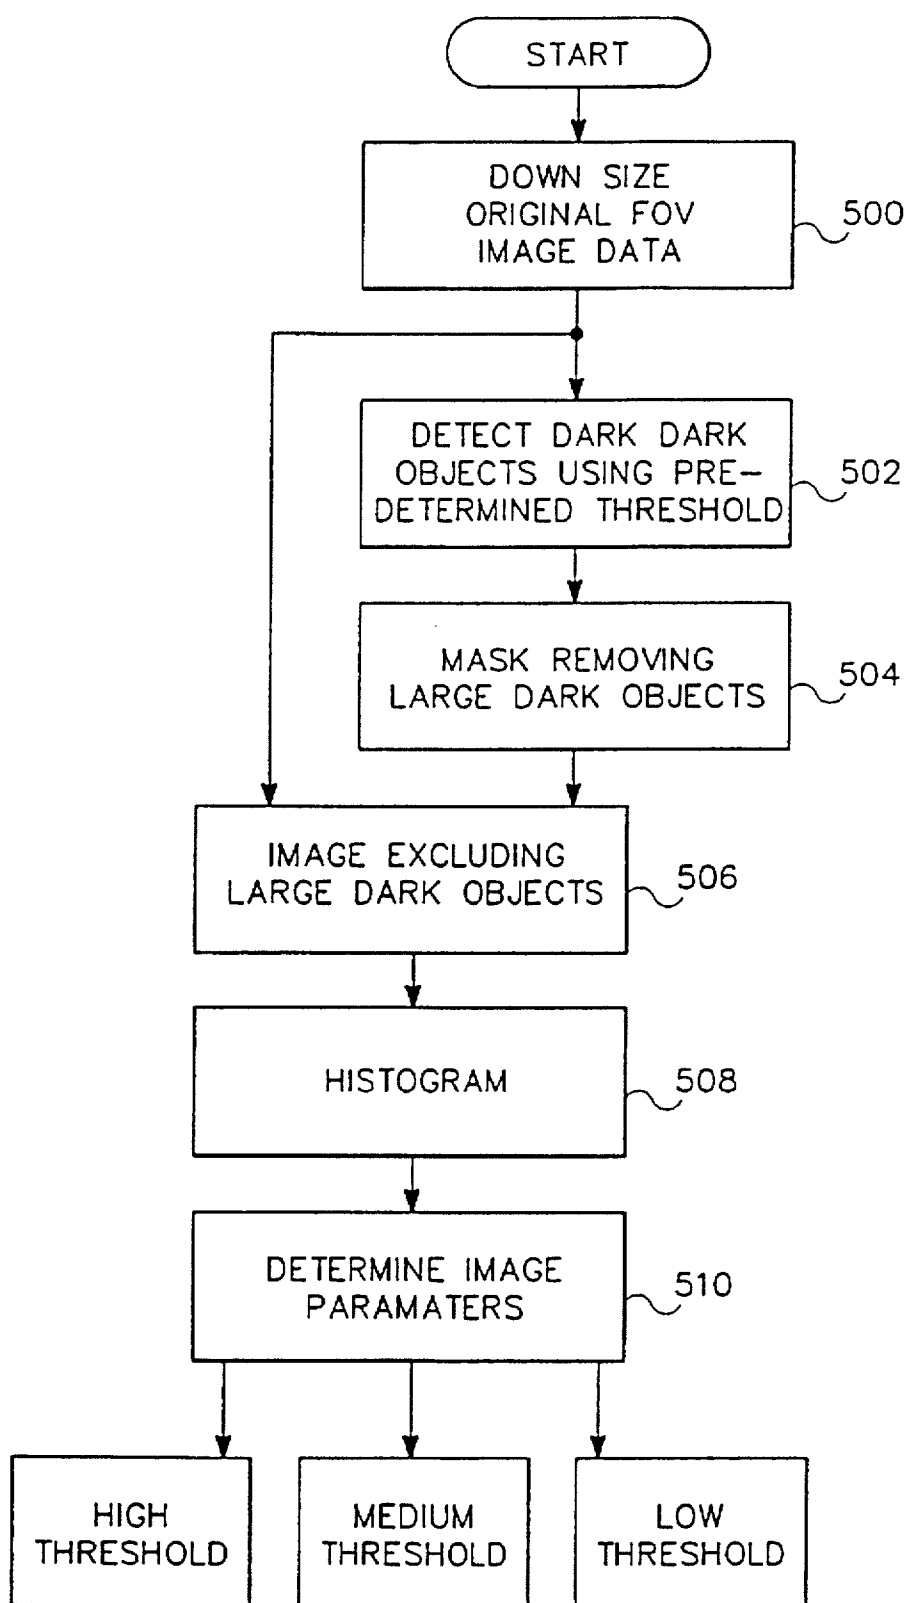 START
DOWN SIZE
ORIGINAL FOV
IMAGE DATA
500
DETECT DARK DARK
OBJECTS USING PRE-
DETERMINED THRESHOLD
502
MASK REMOVING
LARGE DARK OBJECTS
504
IMAGE EXCLUDING
LARGE DARK OBJECTS
506
HISTOGRAM
508
DETERMINE IMAGE
PARAMATERS
510
HIGH
THRESHOLD
MEDIUM
THRESHOLD
LOW
THRESHOLD